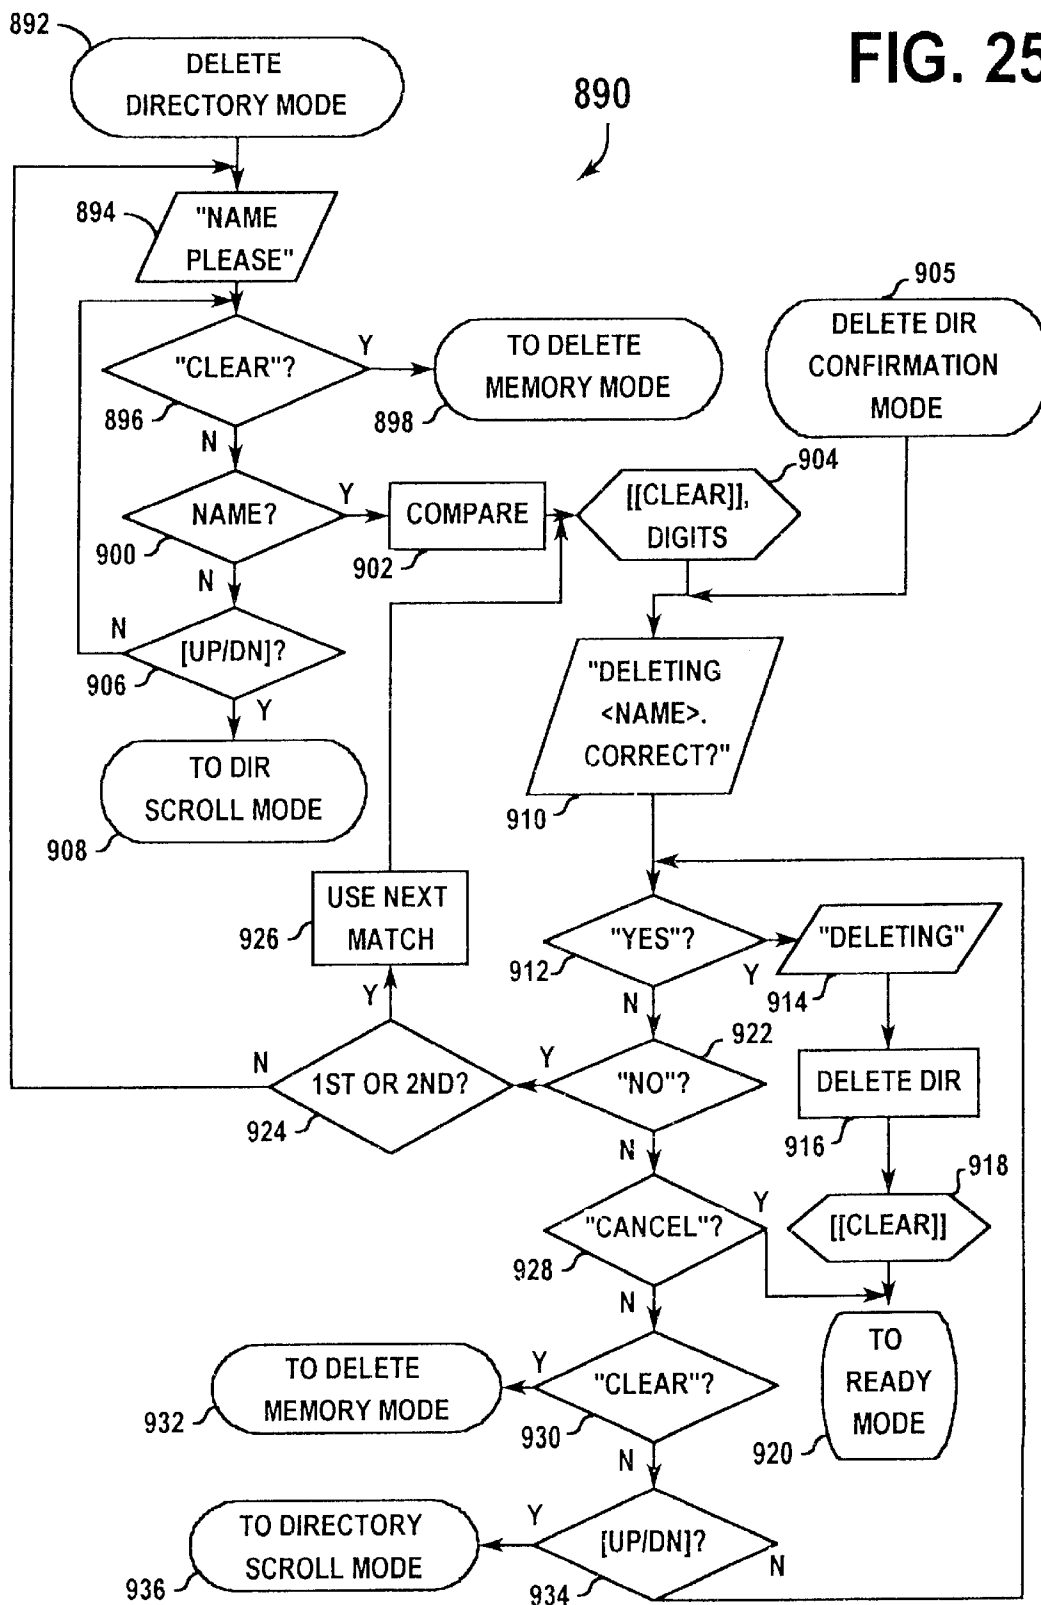 892
DELETE
DIRECTORY MODE
FIG. 25
890
894
"NAME
PLEASE"
905
DELETE DIR
CONFIRMATION
MODE
"CLEAR"?
Y
896
N
TO DELETE
MEMORY MODE
898
904
NAME?
Y
900
N
COMPARE
902
[[CLEAR]],
DIGITS
N
[UP/DN]?
906
Y
"DELETING
<NAME>.
CORRECT?"
910
TO DIR
SCROLL MODE
908
USE NEXT
MATCH
926
Y
"YES"?
912
Y
N
"DELETING"
914
922
N
1ST OR 2ND?
924
Y
"NO"?
N
DELETE DIR
916
918
"CANCEL"?
Y
928
N
[[CLEAR]]
TO DELETE
MEMORY MODE
932
Y
"CLEAR"?
930
N
TO
READY
MODE
920
TO DIRECTORY
SCROLL MODE
936
Y
[UP/DN]?
934
N